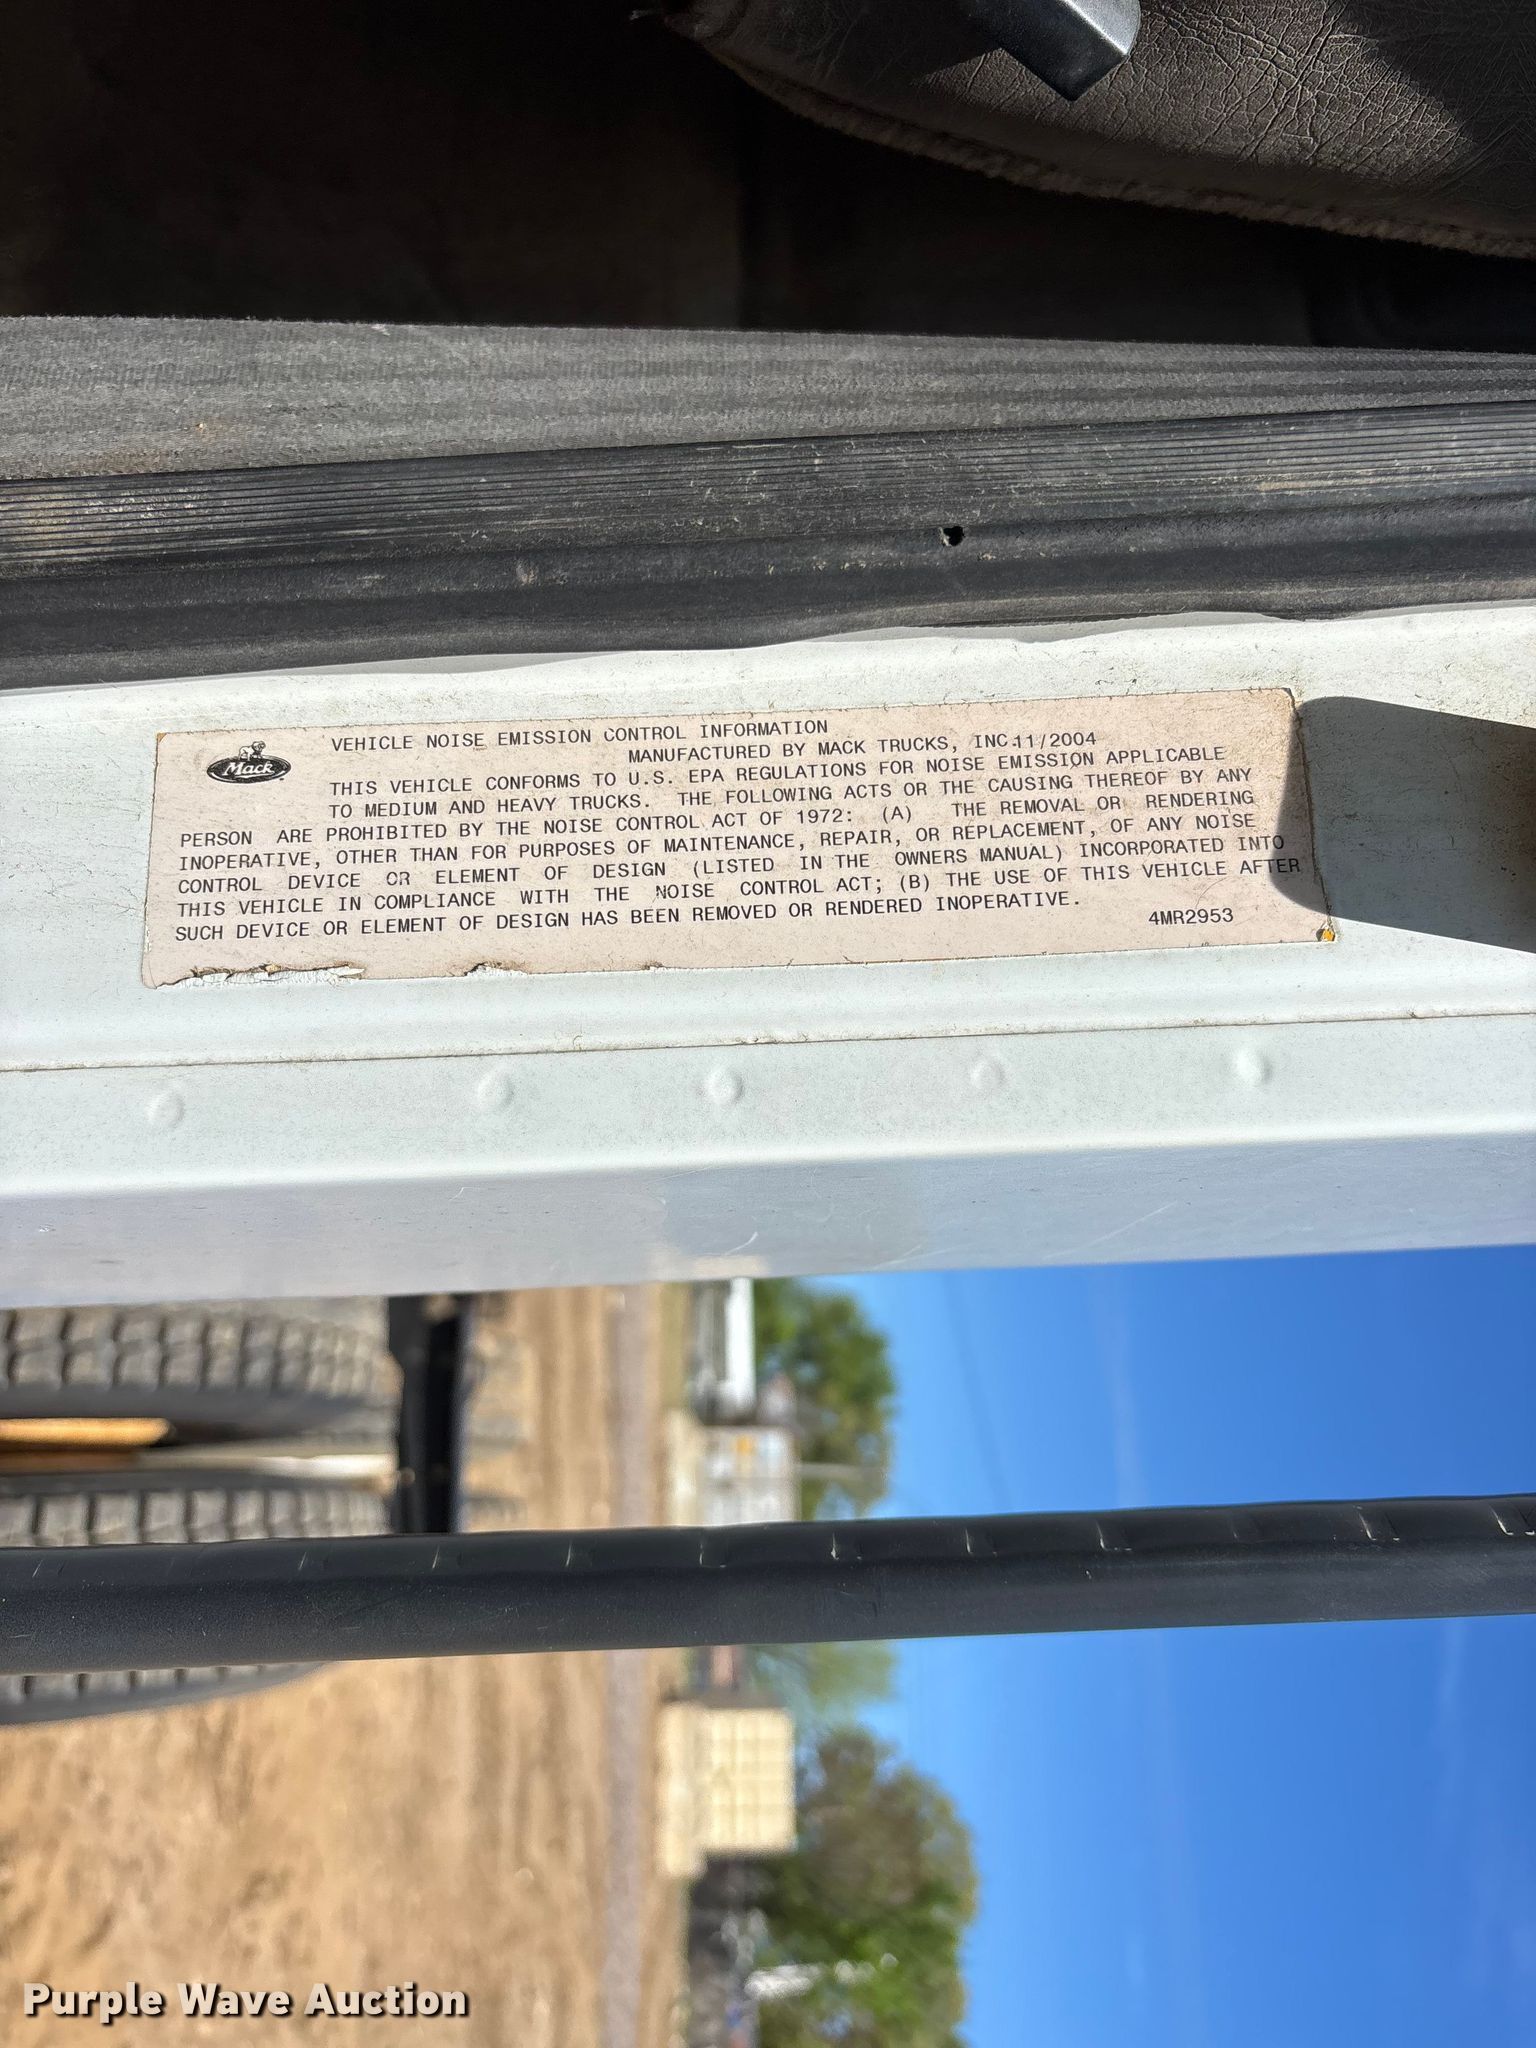 Mack
VEHICLE NOISE EMISSION CONTROL INFORMATION
MANUFACTURED BY MACK TRUCKS, INC. 11/2004
THIS VEHICLE CONFORMS TO U.S. EPA REGULATIONS FOR NOISE EMISSION APPLICABLE
TO MEDIUM AND HEAVY TRUCKS. THE FOLLOWING ACTS OR THE CAUSING THEREOF BY ANY
PERSON ARE PROHIBITED BY THE NOISE CONTROL ACT OF 1972: (A) THE REMOVAL OR RENDERING
INOPERATIVE, OTHER THAN FOR PURPOSES OF MAINTENANCE, REPAIR, OR REPLACEMENT, OF ANY NOISE
CONTROL DEVICE OR ELEMENT OF DESIGN (LISTED IN THE OWNERS MANUAL) INCORPORATED INTO
THIS VEHICLE IN COMPLIANCE WITH THE NOISE CONTROL ACT; (B) THE USE OF THIS VEHICLE AFTER
SUCH DEVICE OR ELEMENT OF DESIGN HAS BEEN REMOVED OR RENDERED INOPERATIVE.
4MR2953
Purple Wave Auction